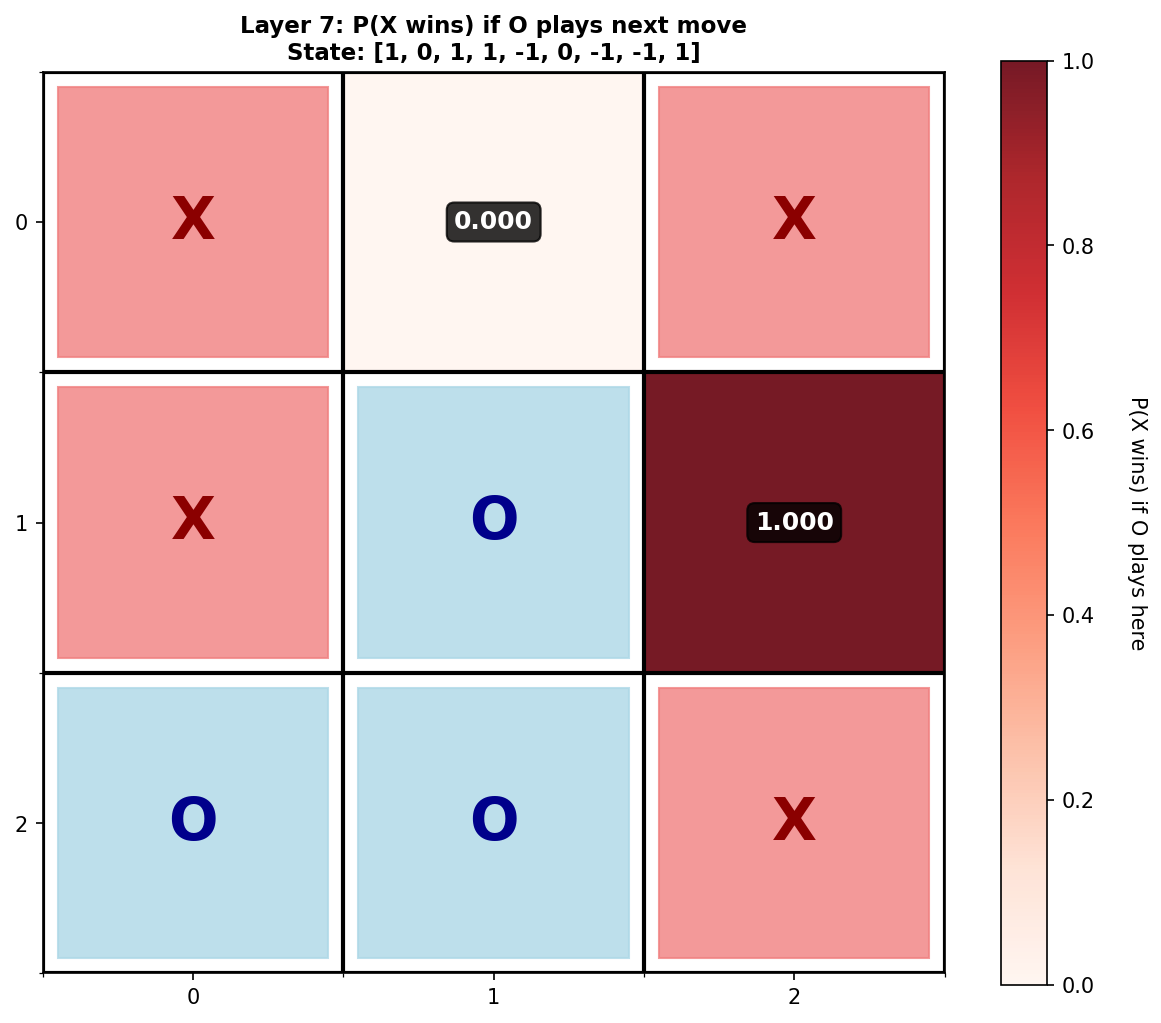 Layer 7: P(X wins) if O plays next move
State: [1, 0, 1, 1, -1, 0, -1, -1, 1]
0
X
0.000
X
1
X
O
1.000
2
O
O
X
0
1
2
1.0
0.8
0.6
0.4
0.2
0.0
P(X wins) if O plays here